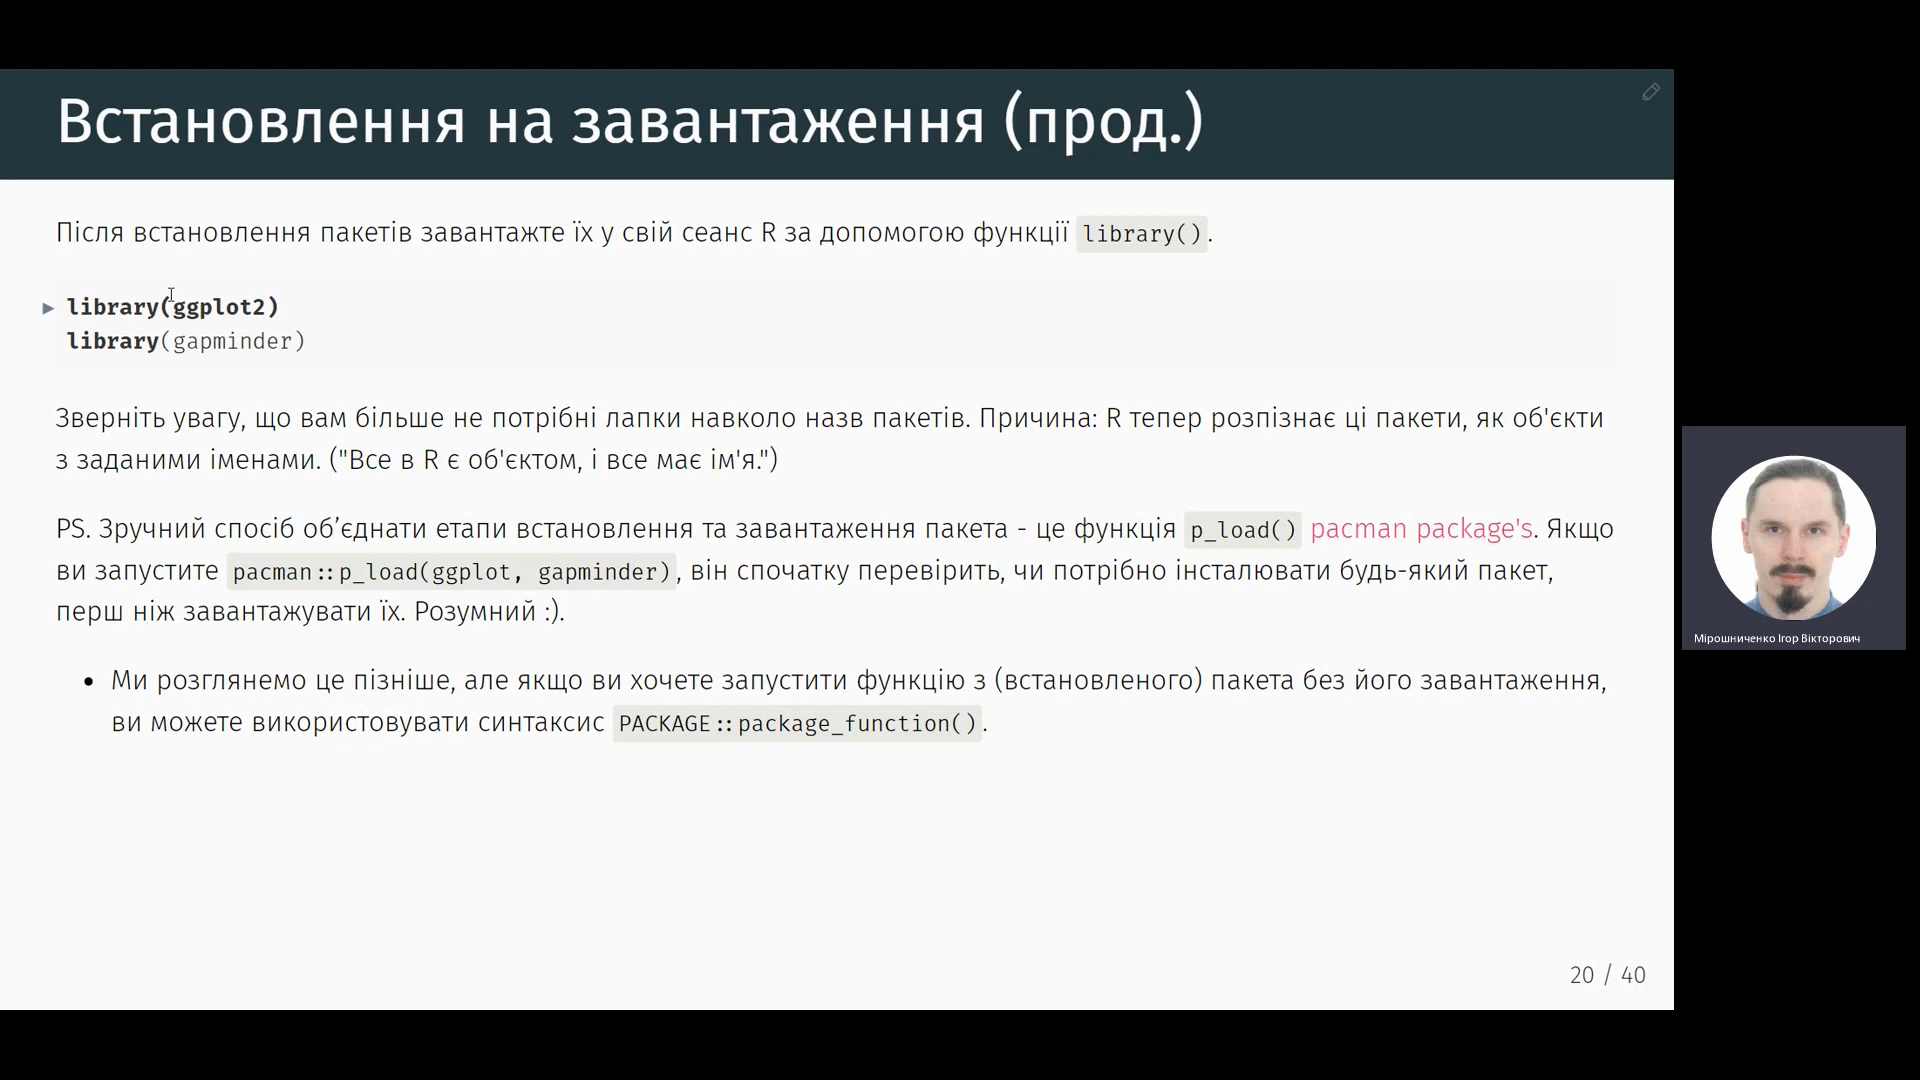 Встановлення на завантаження (прод.)
Після встановлення пакетів завантажте їх у свій сеанс R за допомогою функції library().
library(ggplot2)
library(gapminder)
Зверніть увагу, що вам більше не потрібні лапки навколо назв пакетів. Причина: R тепер розпізнає ці пакети, як об'єкти
з заданими іменами. ("Все в R є об'єктом, і все має ім'я.")
PS. Зручний спосіб об’єднати етапи встановлення та завантаження пакета - це функція p_load() pacman package's. Якщо
ви запустите pacman::p_load(ggplot, gapminder), він спочатку перевірить, чи потрібно інсталювати будь-який пакет,
перш ніж завантажувати їх. Розумний :).
• Ми розглянемо це пізніше, але якщо ви хочете запустити функцію з (встановленого) пакета без його завантаження,
ви можете використовувати синтаксис PACKAGE::package_function().
Мірошниченко Ігор Вікторович
20 / 40